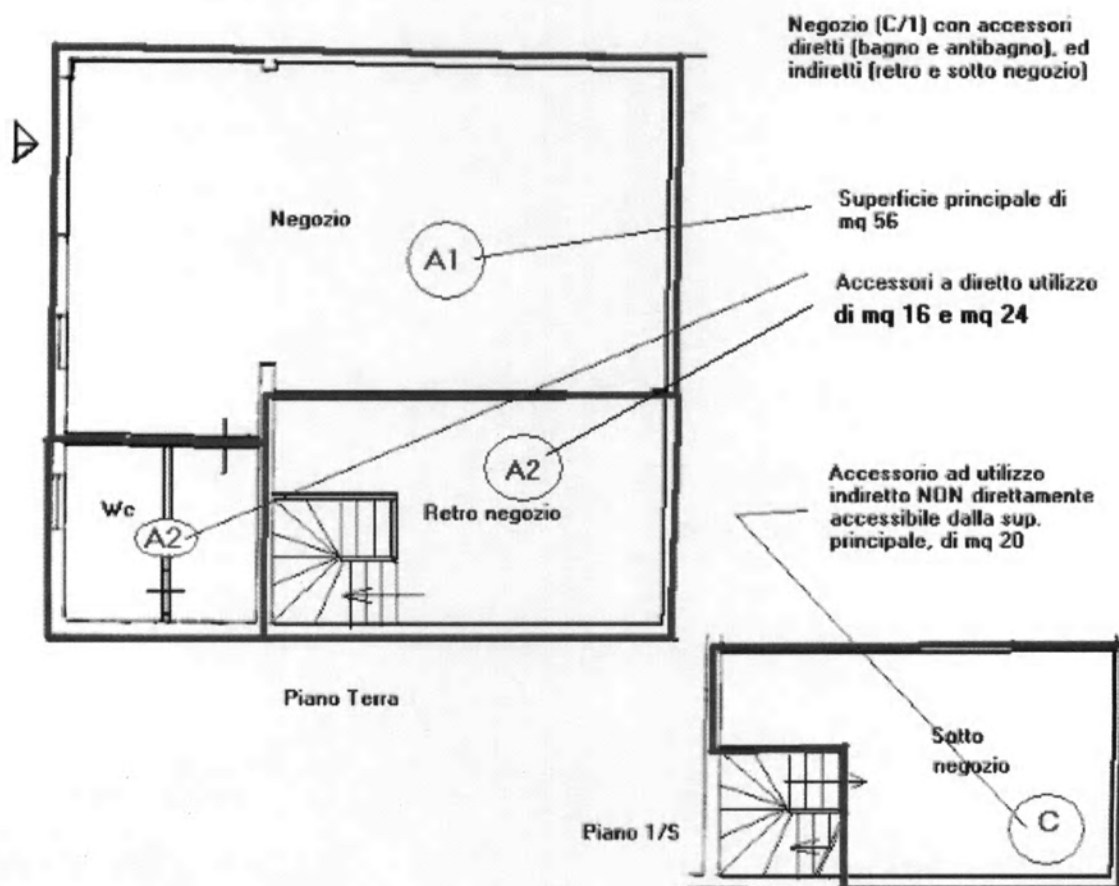 Negozio (C/1) con accessori
diretti (bagno e antibagno), ed
indiretti (retro e sotto negozio)
Negozio
A1
Superficie principale di
mq 56
Accessori a diretto utilizzo
di mq 16 e mq 24
A2
Retro negozio
Wc
A2
Accessorio ad utilizzo
indiretto NON direttamente
accessibile dalla sup.
principale, di mq 20
Piano Terra
Sotto
negozio
C
Piano 1/S